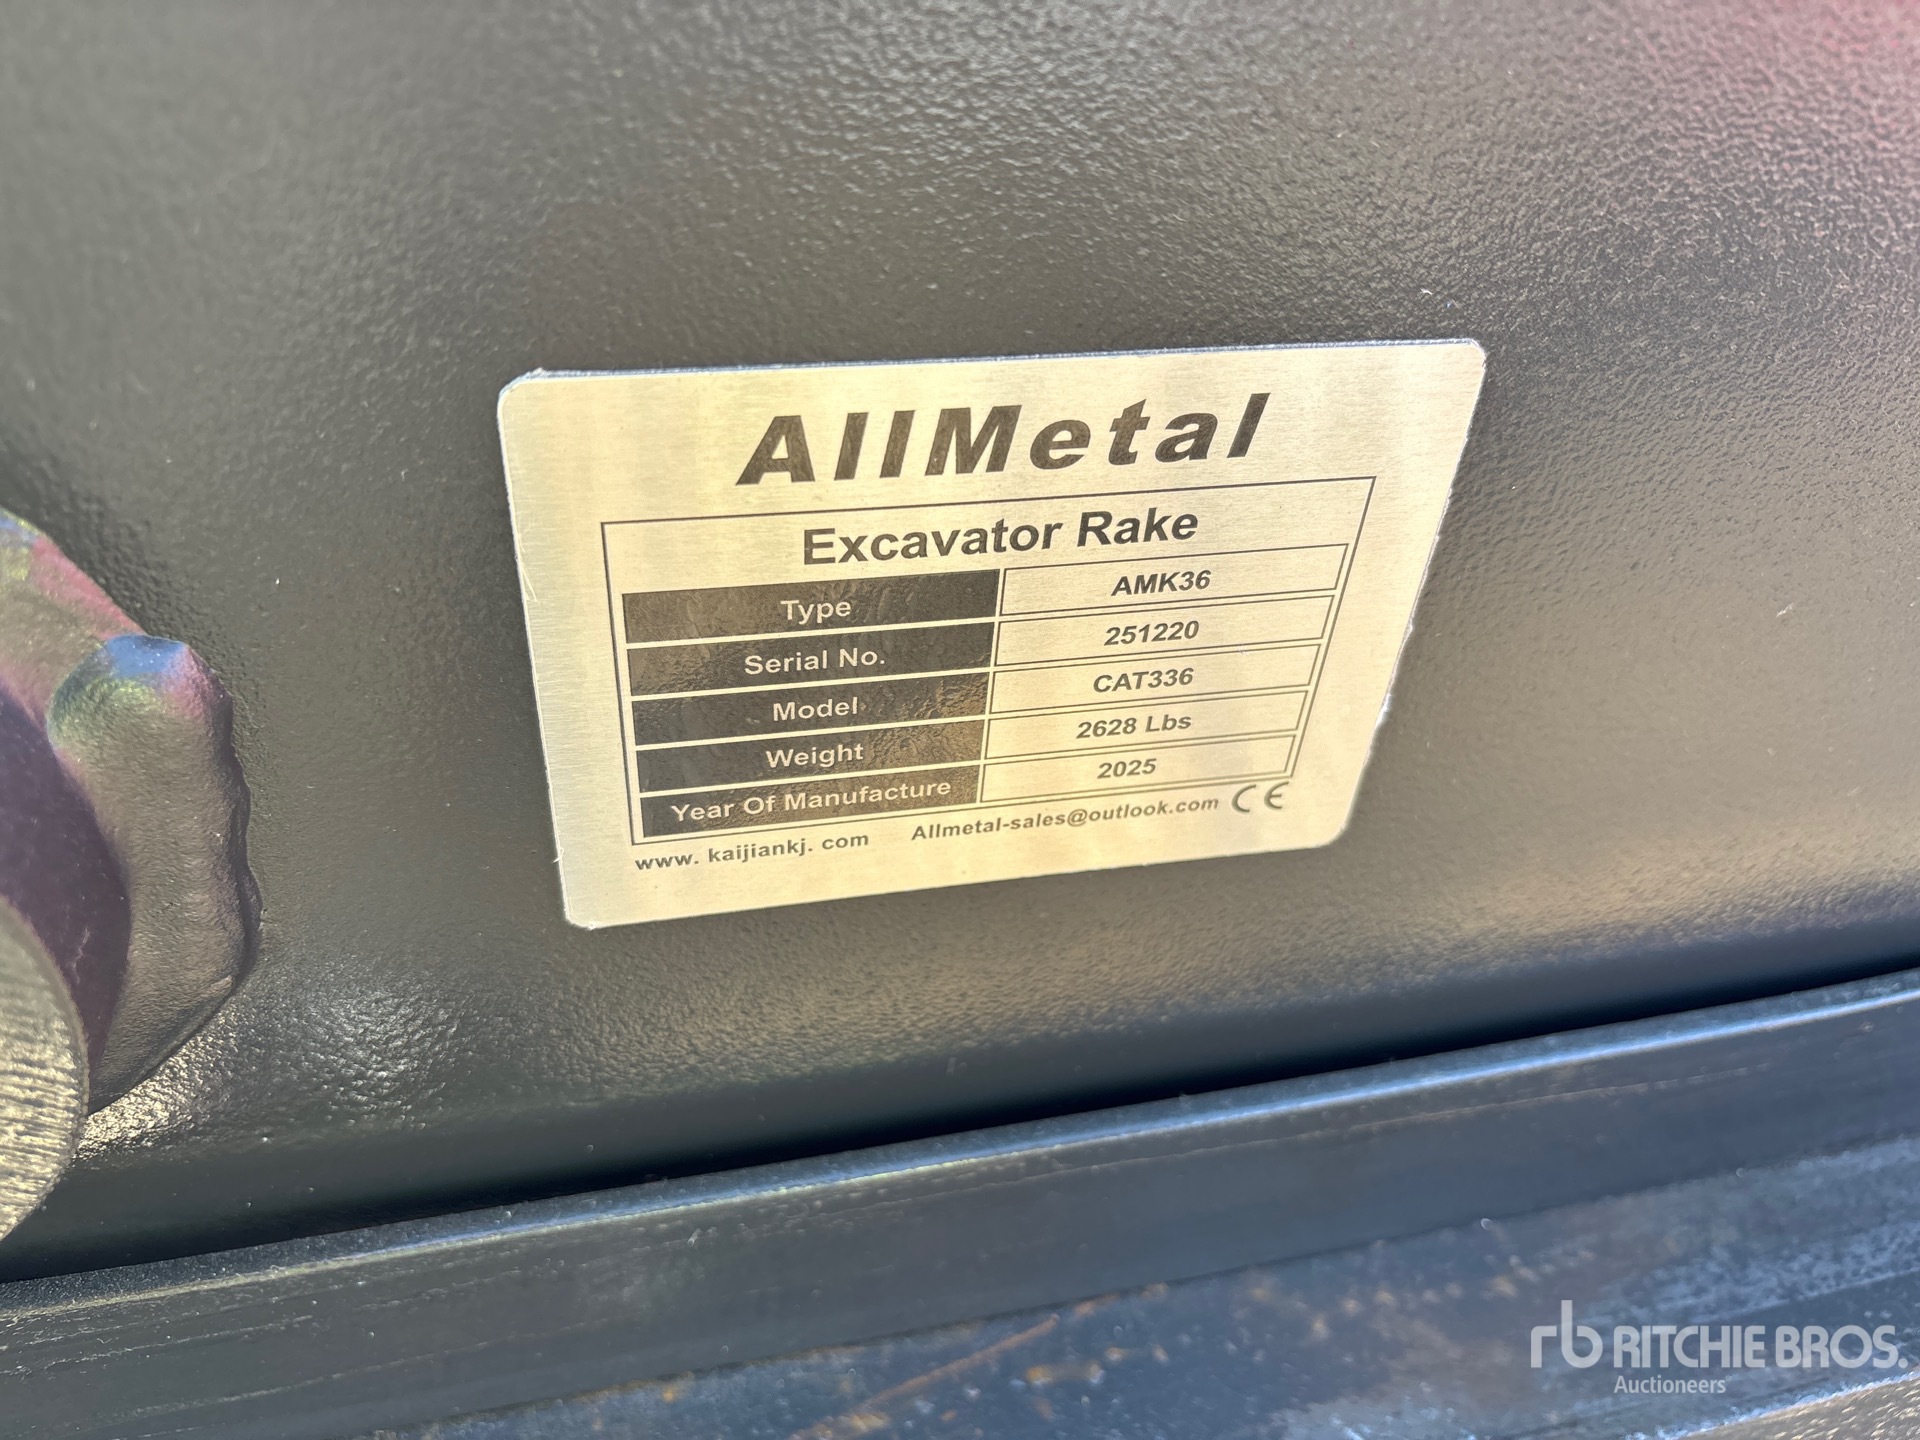 AllMetal
Excavator Rake
Type AMK36
Serial No. 251220
Model CAT336
Weight 2628 Lbs
Year Of Manufacture 2025
www. kaijiankj. com Allmetal-sales@outlook.com CE
rb RITCHIE BROS.
Auctioneers